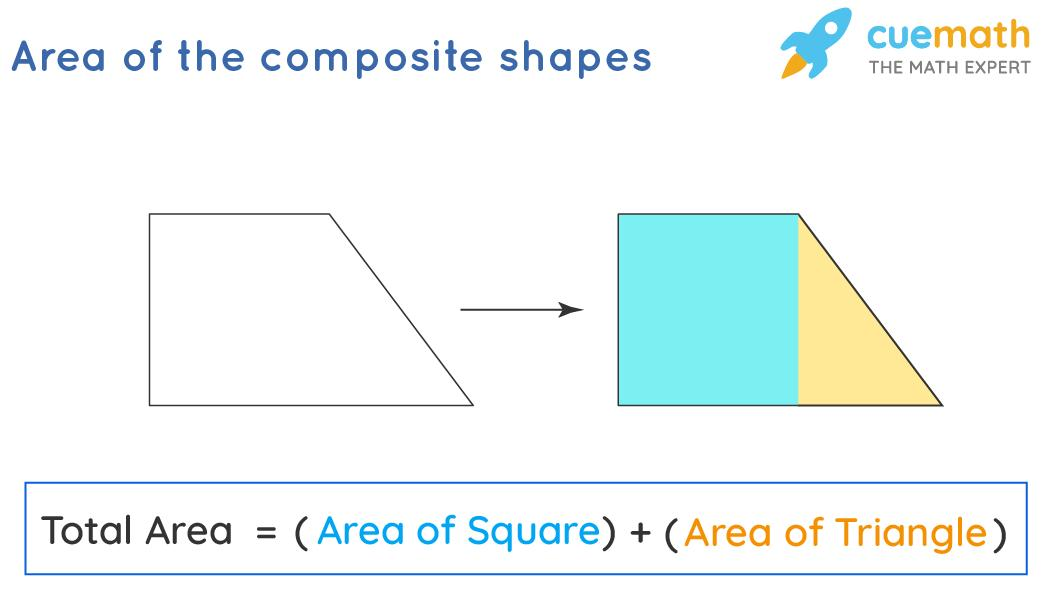 Area of the composite shapes
cuemath
THE MATH EXPERT
Total Area = (Area of Square) + (Area of Triangle)